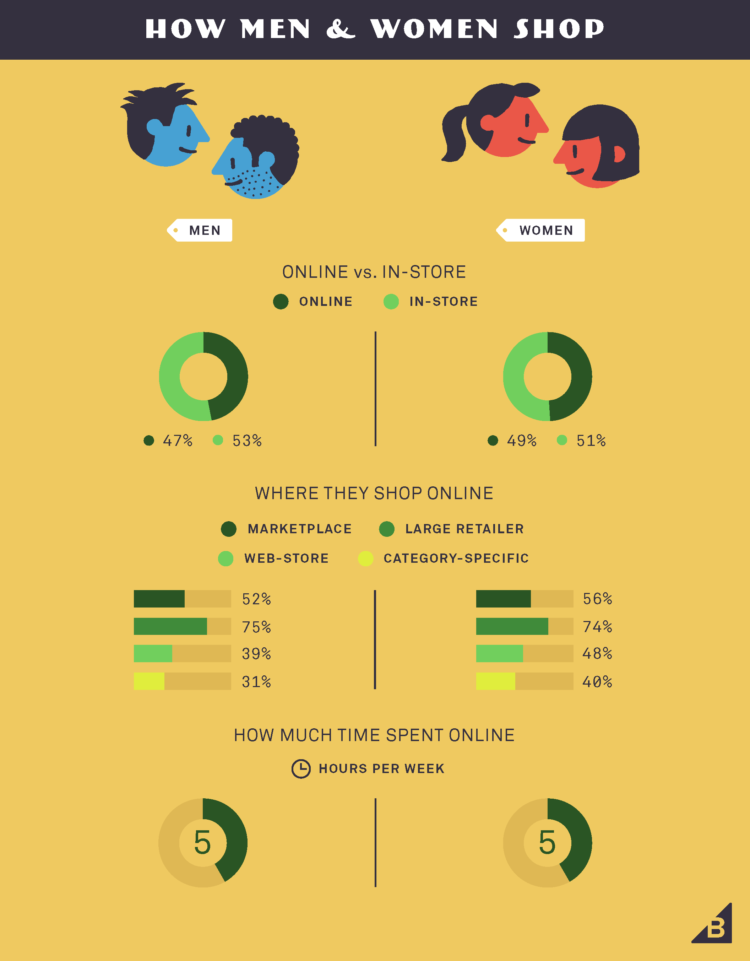 HOW MEN & WOMEN SHOP
MEN
WOMEN
ONLINE vs. IN-STORE
ONLINE IN-STORE
47% 53%
49% 51%
WHERE THEY SHOP ONLINE
MARKETPLACE LARGE RETAILER
WEB-STORE CATEGORY-SPECIFIC
52%
75%
39%
31%
56%
74%
48%
40%
HOW MUCH TIME SPENT ONLINE
HOURS PER WEEK
5
5
B